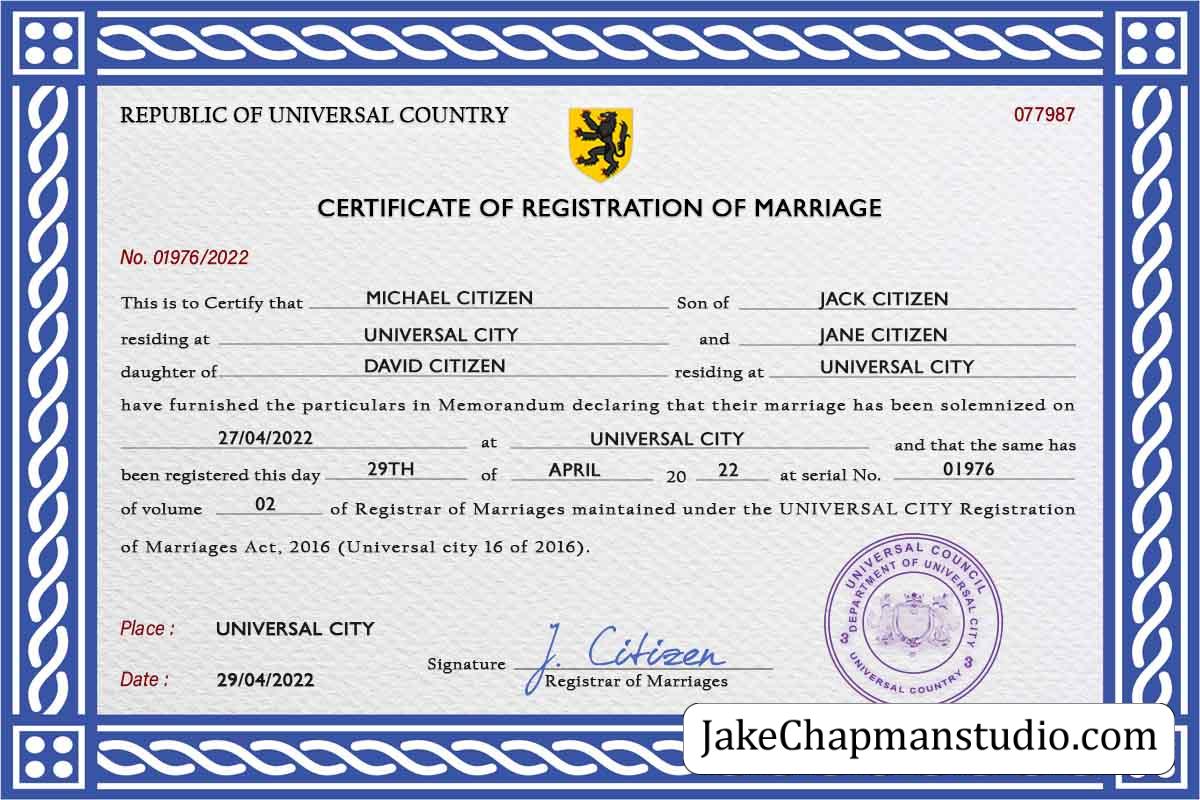 REPUBLIC OF UNIVERSAL COUNTRY
077987
CERTIFICATE OF REGISTRATION OF MARRIAGE
No. 01976/2022
This is to Certify that MICHAEL CITIZEN Son of JACK CITIZEN
residing at UNIVERSAL CITY and JANE CITIZEN
daughter of DAVID CITIZEN residing at UNIVERSAL CITY
have furnished the particulars in Memorandum declaring that their marriage has been solemnized on
27/04/2022 at UNIVERSAL CITY and that the same has
been registered this day 29TH of APRIL 20 22 at serial No. 01976
of volume 02 of Registrar of Marriages maintained under the UNIVERSAL CITY Registration
of Marriages Act, 2016 (Universal city 16 of 2016).
UNIVERSAL COUNCIL
DEPARTMENT OF UNIVERSAL CITY
3 3
UNIVERSAL COUNTRY
Place : UNIVERSAL CITY
Signature J. Citizen
Registrar of Marriages
Date : 29/04/2022
JakeChapmanstudio.com